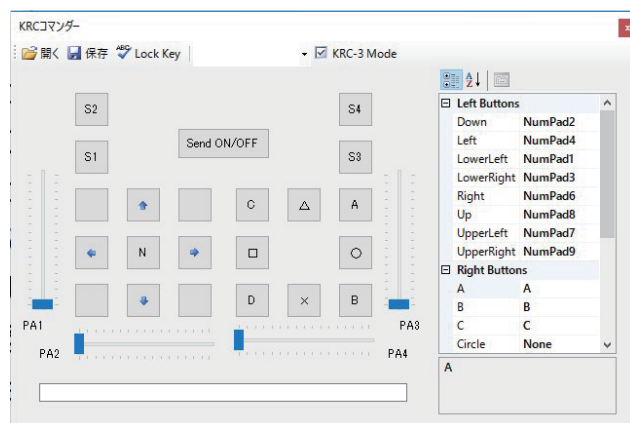 KRCコマンダー
開く 保存 ABC Lock Key KRC-3 Mode
S2 S4
Send ON/OFF
S1 S3
C △ A
N □ ○
D × B
PA1 PA3
PA2 PA4
Left Buttons
Down NumPad2
Left NumPad4
LowerLeft NumPad1
LowerRight NumPad3
Right NumPad6
Up NumPad8
UpperLeft NumPad7
UpperRight NumPad9
Right Buttons
A A
B B
C C
Circle None
A